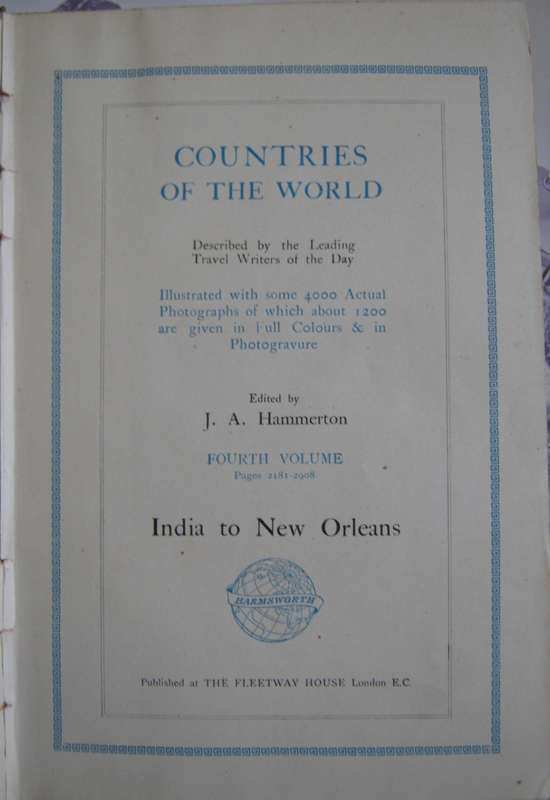 COUNTRIES
OF THE WORLD
Described by the Leading
Travel Writers of the Day
Illustrated with some 4000 Actual
Photographs of which about 1200
are given in Full Colours & in
Photogravure
Edited by
J. A. Hammerton
FOURTH VOLUME
Pages 2181-2908
India to New Orleans
HARMSWORTH
Published at THE FLEETWAY HOUSE London E.C.